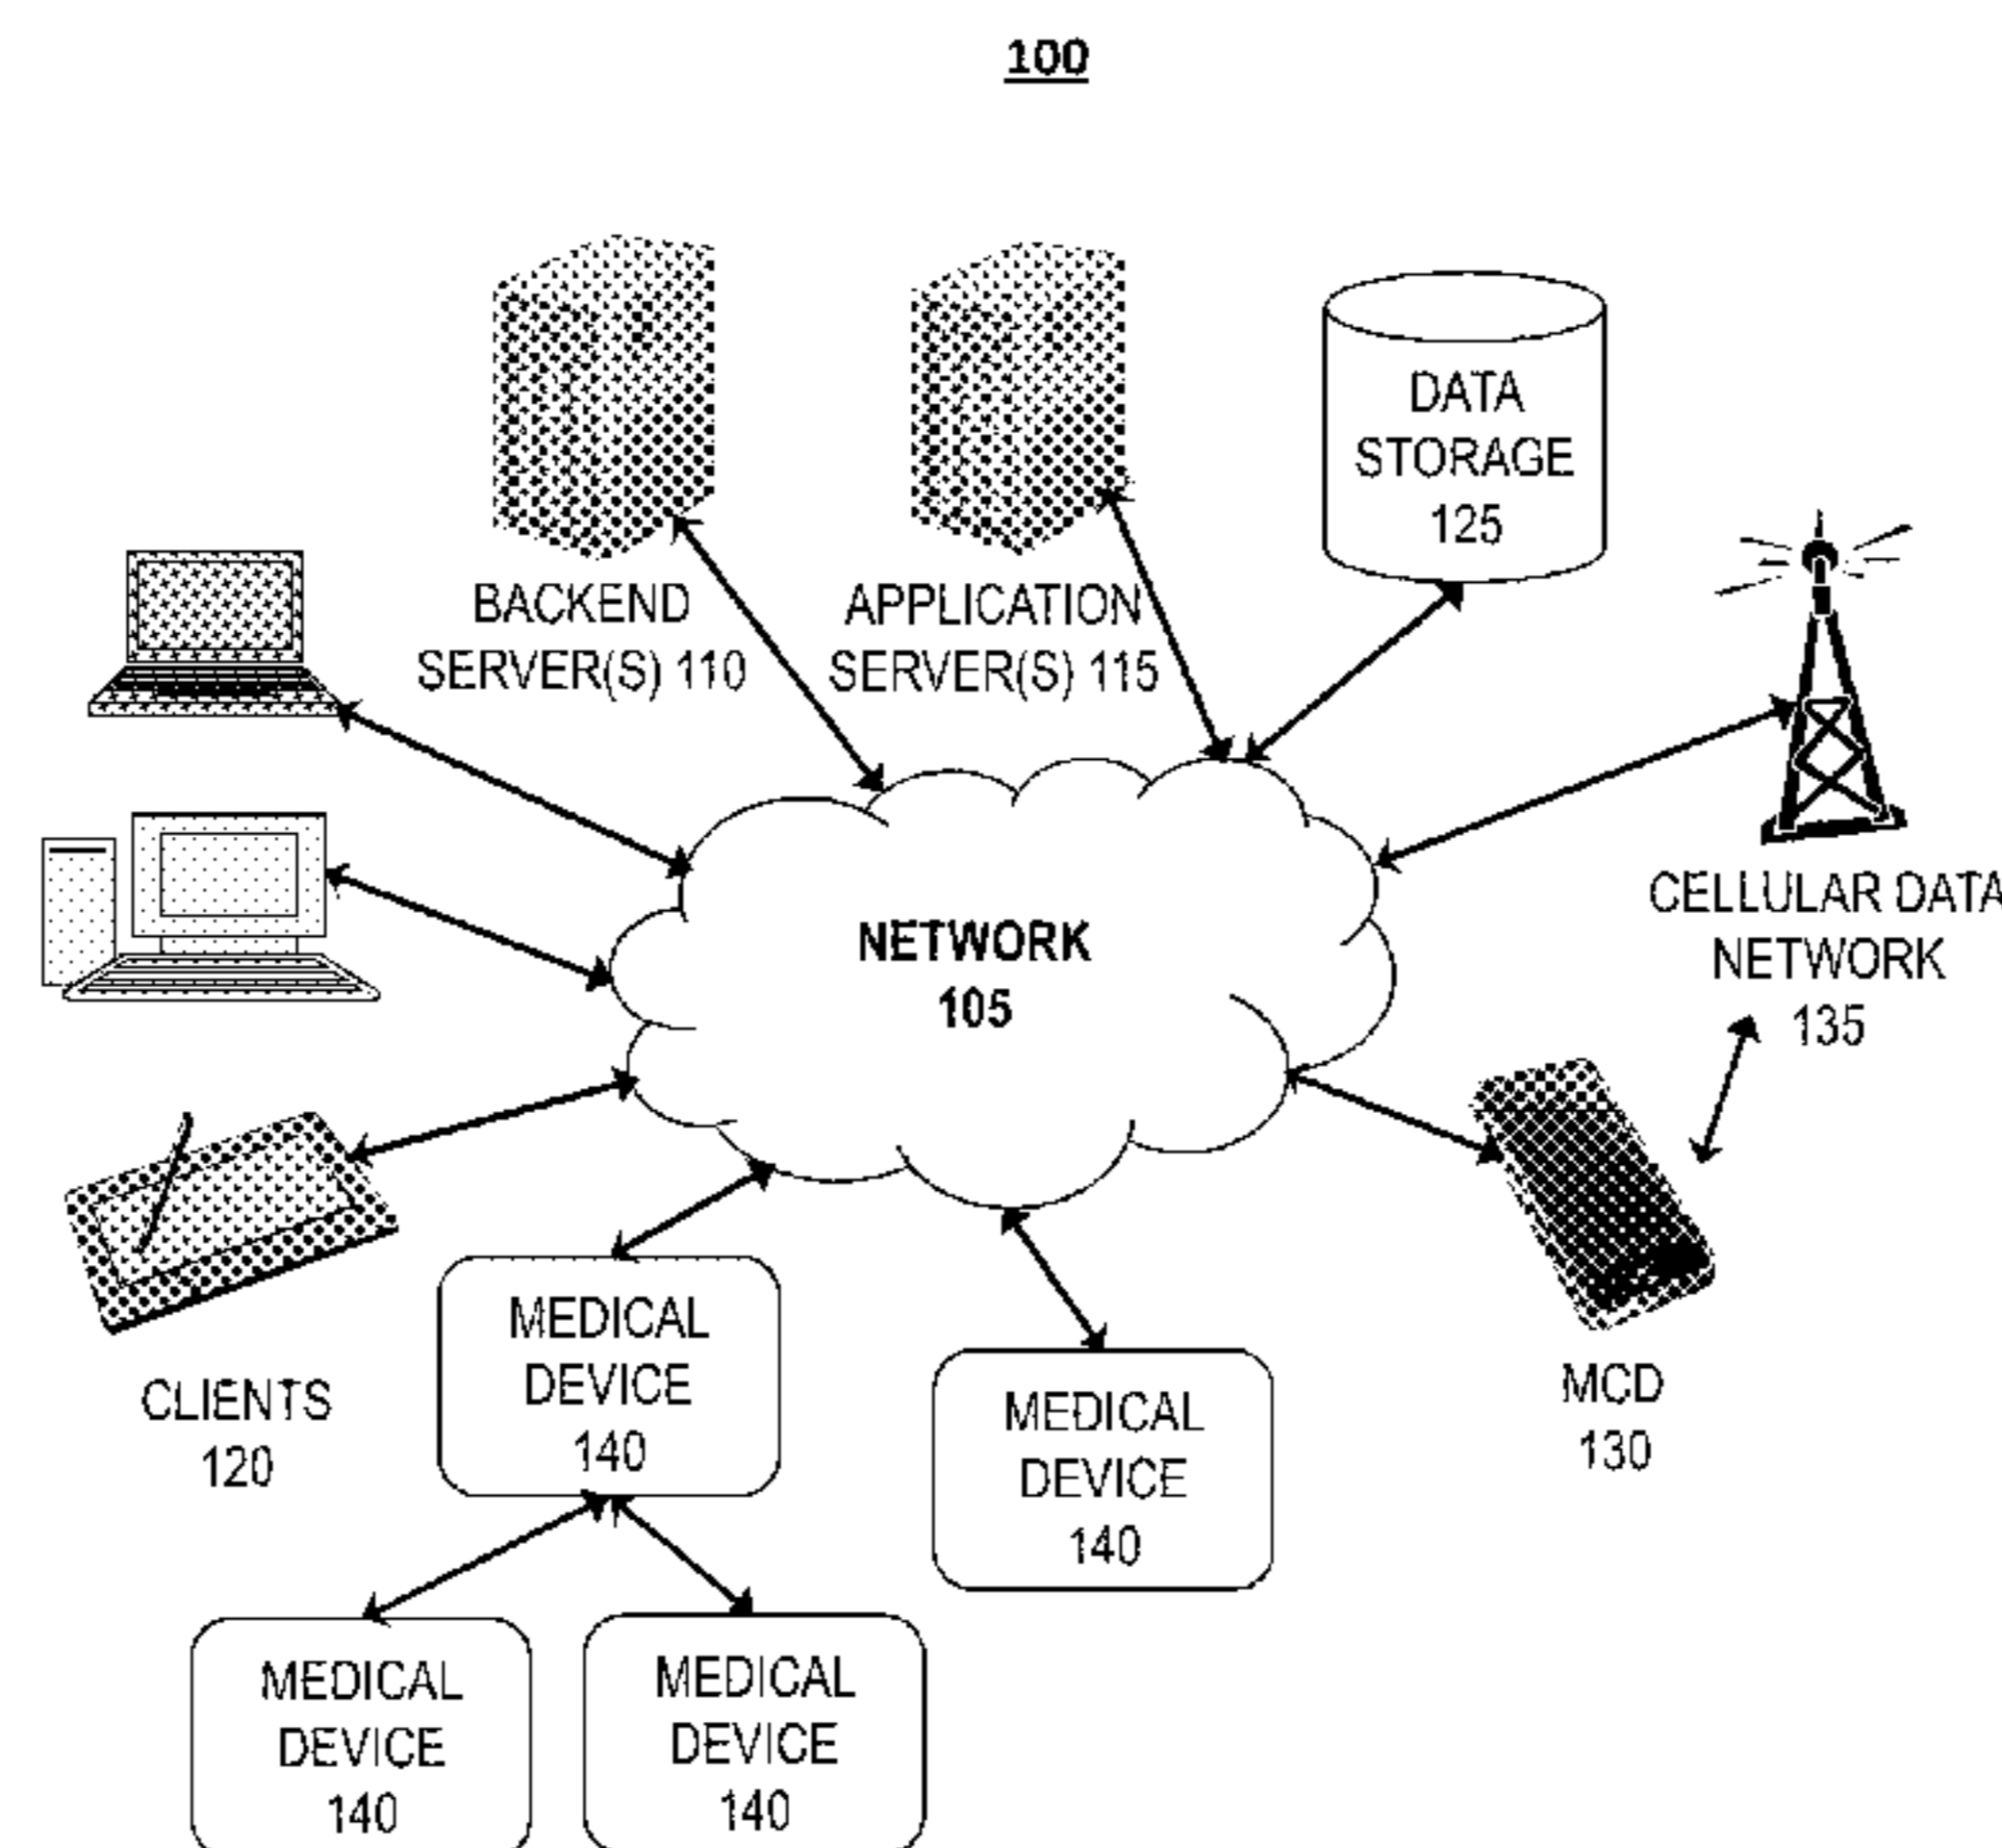 100
DATA
STORAGE
125
BACKEND
SERVER(S) 110
APPLICATION
SERVER(S) 115
CELLULAR DATA
NETWORK
135
NETWORK
105
CLIENTS
120
MEDICAL
DEVICE
140
MEDICAL
DEVICE
140
MCD
130
MEDICAL
DEVICE
140
MEDICAL
DEVICE
140